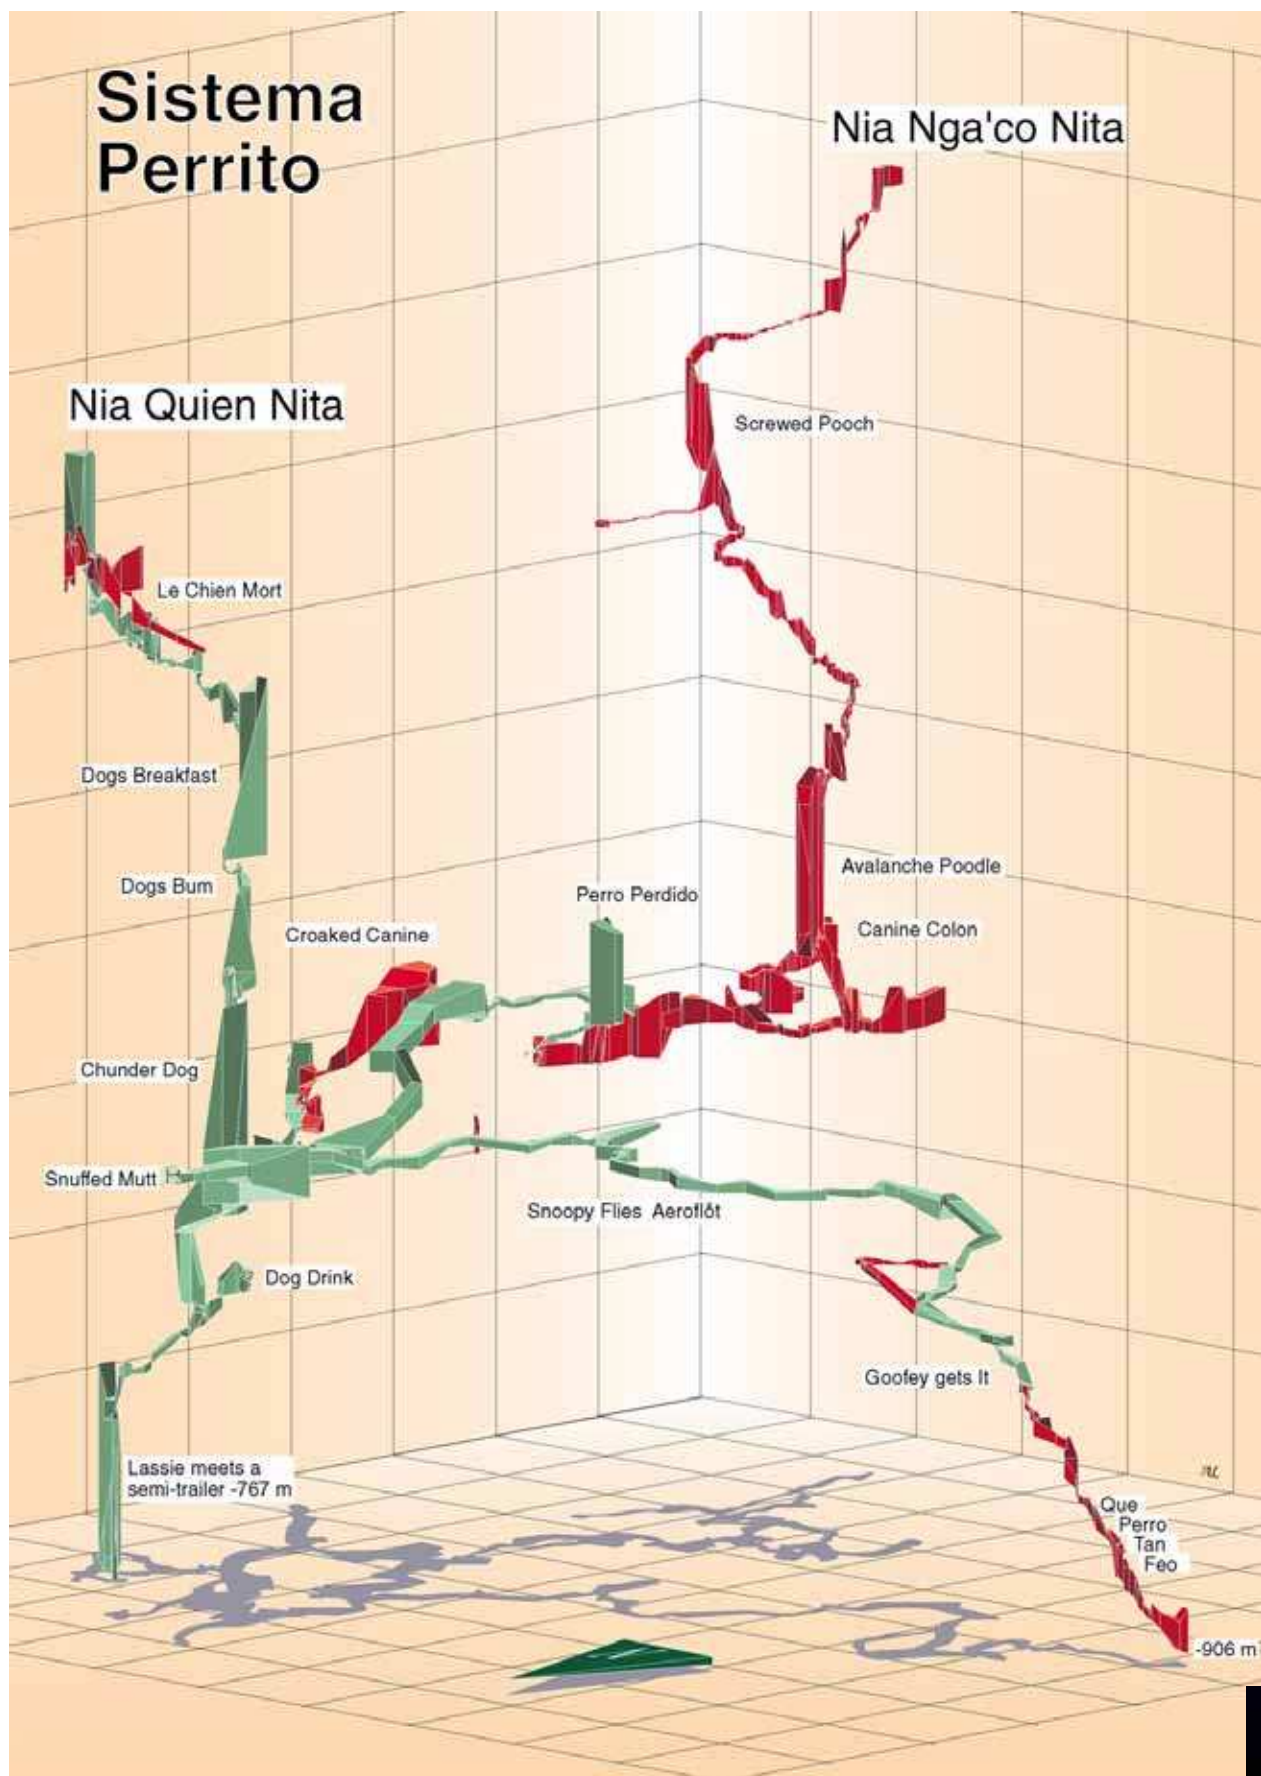 Sistema
Perrito
Nia Nga'co Nita
Nia Quien Nita
Screwed Pooch
Le Chien Mort
Dogs Breakfast
Avalanche Poodle
Dogs Bum
Perro Perdido
Canine Colon
Croaked Canine
Chunder Dog
Snuffed Mutt
Snoopy Flies Aeroflôt
Dog Drink
Goofey gets It
Lassie meets a
semi-trailer -767 m
Que
Perro
Tan
Feo
-906 m